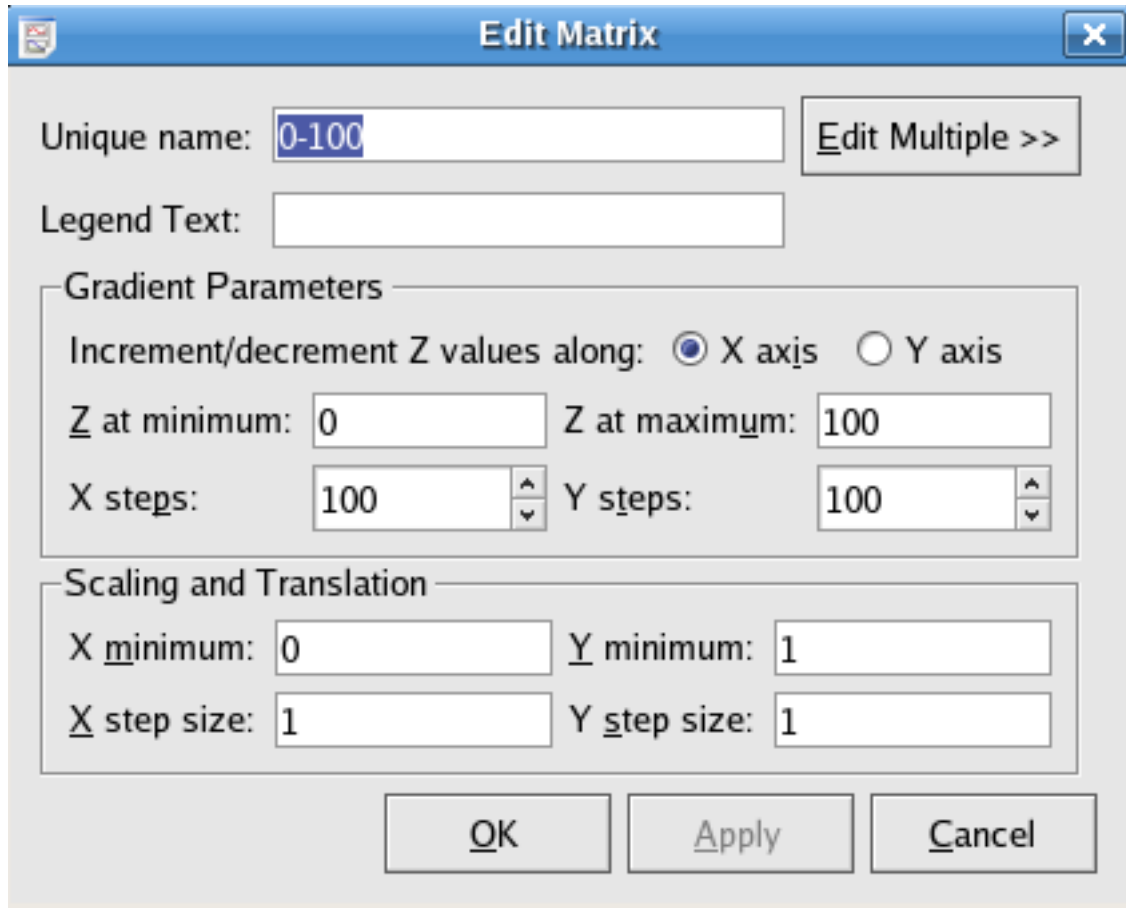 Edit Matrix
Unique name: 0-100 Edit Multiple >>
Legend Text:
Gradient Parameters
Increment/decrement Z values along: X axis Y axis
Z at minimum: 0 Z at maximum: 100
X steps: 100 Y steps: 100
Scaling and Translation
X minimum: 0 Y minimum: 1
X step size: 1 Y step size: 1
OK Apply Cancel